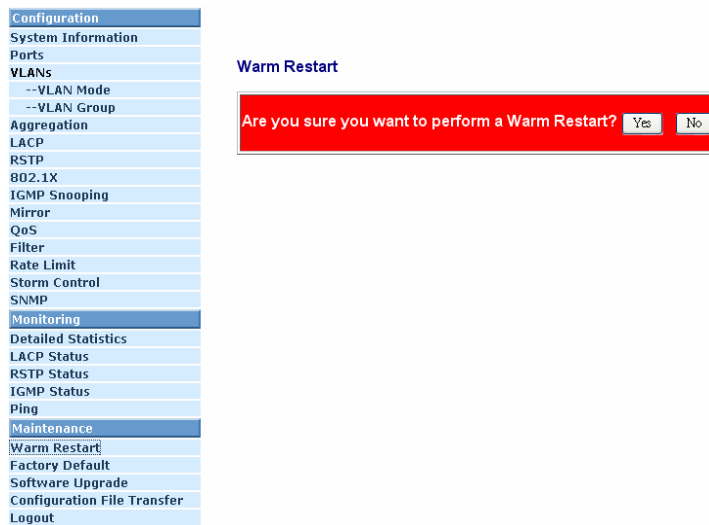 Configuration
System Information
Ports
VLANs
--VLAN Mode
--VLAN Group
Aggregation
LACP
RSTP
802.1X
IGMP Snooping
Mirror
QoS
Filter
Rate Limit
Storm Control
SNMP
Monitoring
Detailed Statistics
LACP Status
RSTP Status
IGMP Status
Ping
Maintenance
Warm Restart
Factory Default
Software Upgrade
Configuration File Transfer
Logout
Warm Restart
Are you sure you want to perform a Warm Restart? Yes No